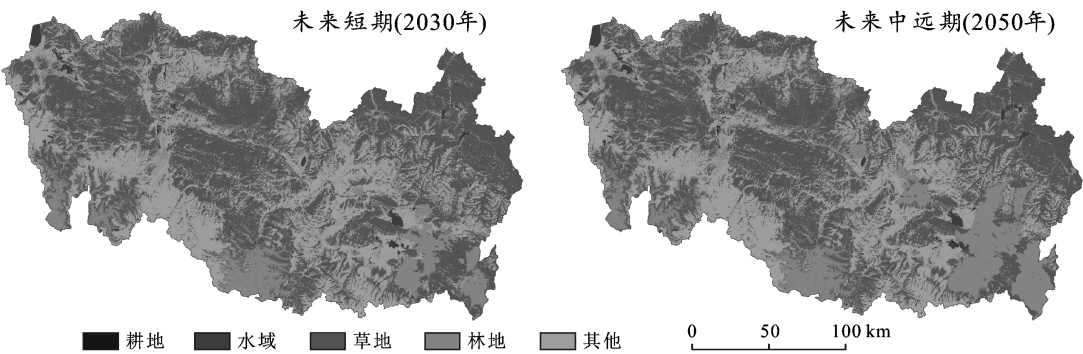 未来短期(2030年)
未来中远期(2050年)
耕地 水域 草地 林地 其他
0 50 100 km